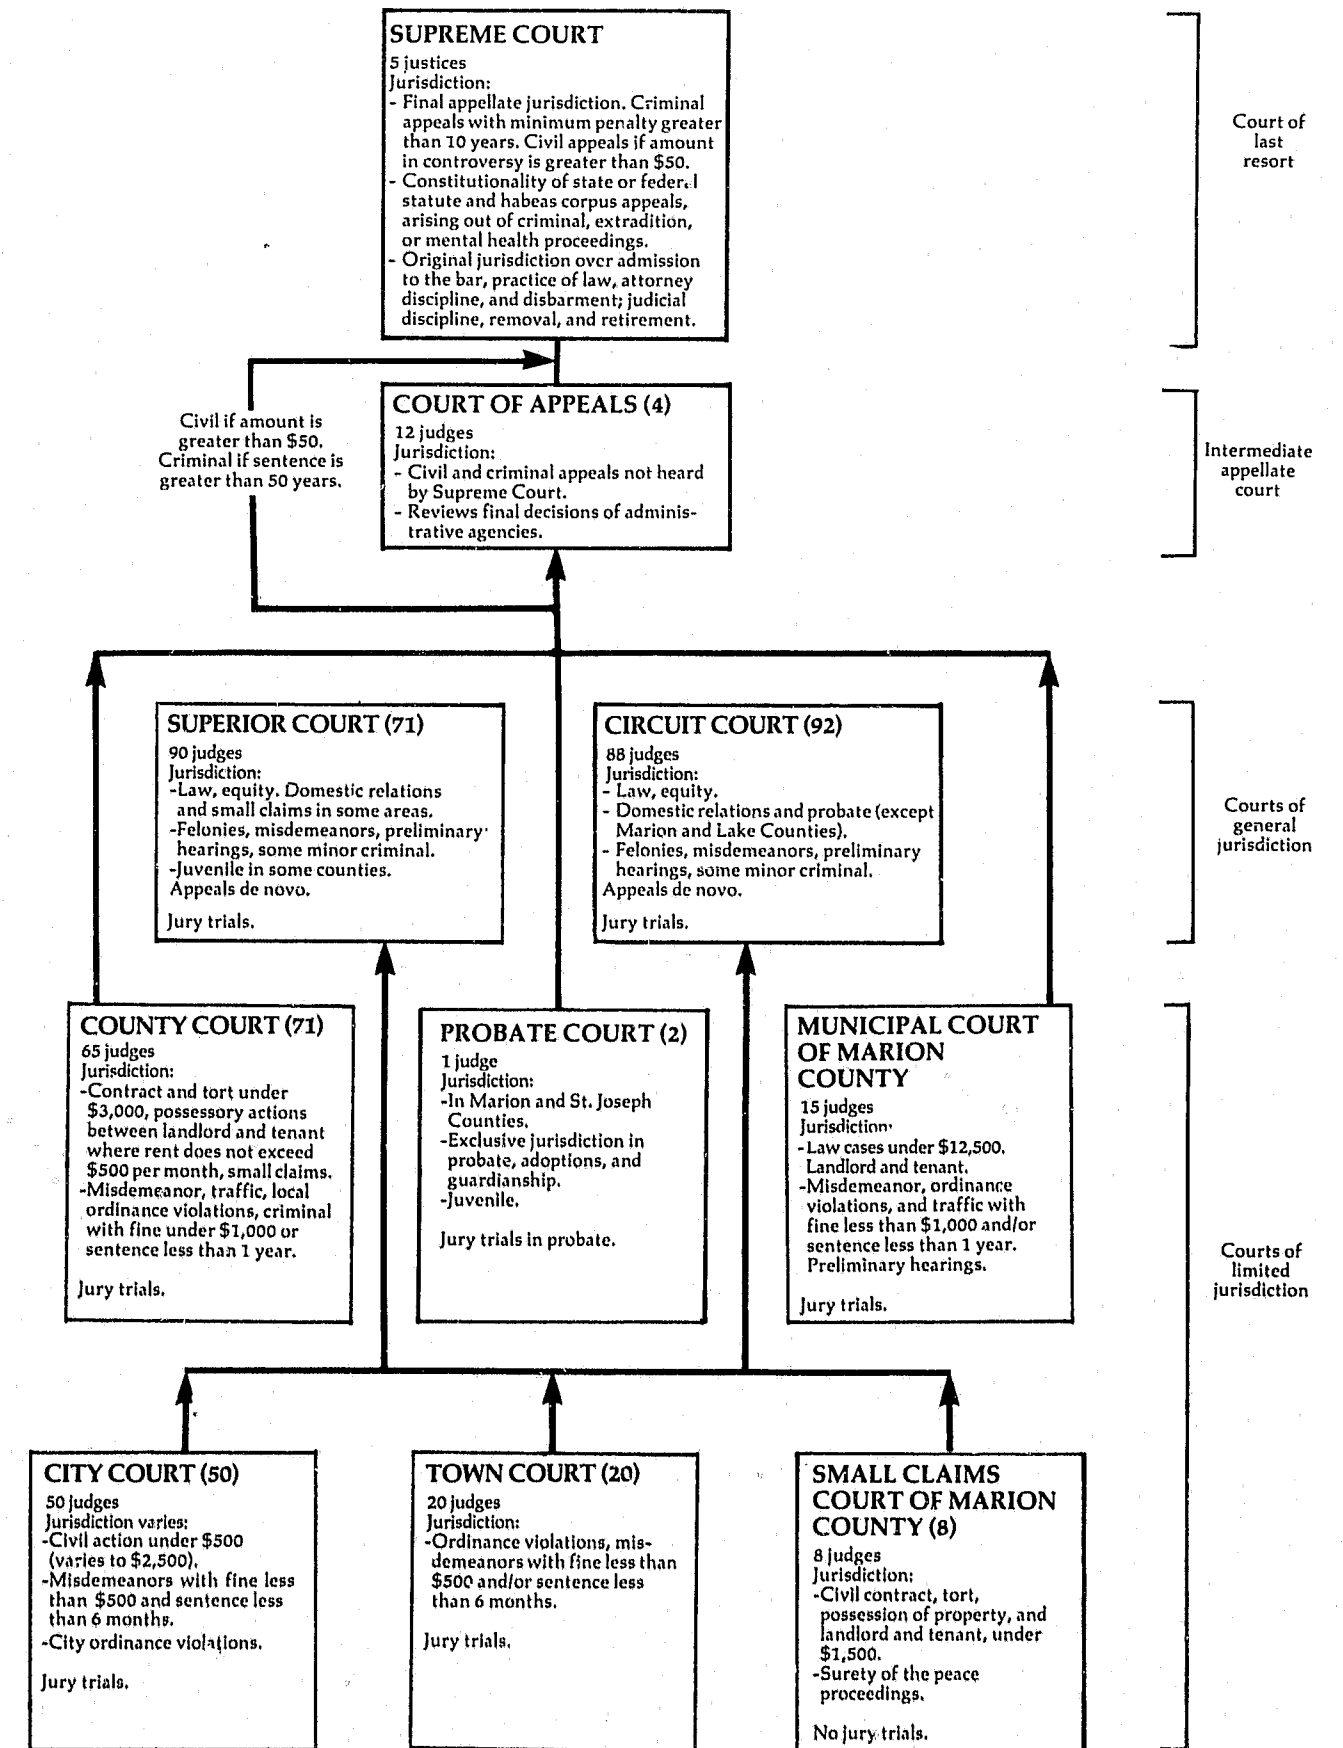 SUPREME COURT
5 justices
Jurisdiction:
- Final appellate jurisdiction. Criminal
appeals with minimum penalty greater
than 10 years. Civil appeals if amount
in controversy is greater than $50.
- Constitutionality of state or federal
statute and habeas corpus appeals,
arising out of criminal, extradition,
or mental health proceedings.
- Original jurisdiction over admission
to the bar, practice of law, attorney
discipline, and disbarment; judicial
discipline, removal, and retirement.
Court of
last
resort
Civil if amount is
greater than $50.
Criminal if sentence is
greater than 50 years.
COURT OF APPEALS (4)
12 judges
Jurisdiction:
- Civil and criminal appeals not heard
by Supreme Court.
- Reviews final decisions of adminis-
trative agencies.
Intermediate
appellate
court
SUPERIOR COURT (71)
90 judges
Jurisdiction:
-Law, equity. Domestic relations
and small claims in some areas.
-Felonies, misdemeanors, preliminary
hearings, some minor criminal.
-Juvenile in some counties.
Appeals de novo.
Jury trials.
CIRCUIT COURT (92)
88 judges
Jurisdiction:
- Law, equity.
- Domestic relations and probate (except
Marion and Lake Counties).
- Felonies, misdemeanors, preliminary
hearings, some minor criminal.
Appeals de novo.
Jury trials.
Courts of
general
jurisdiction
COUNTY COURT (71)
65 judges
Jurisdiction:
-Contract and tort under
$3,000, possessory actions
between landlord and tenant
where rent does not exceed
$500 per month, small claims.
-Misdemeanor, traffic, local
ordinance violations, criminal
with fine under $1,000 or
sentence less than 1 year.
Jury trials.
PROBATE COURT (2)
1 judge
Jurisdiction:
-In Marion and St. Joseph
Counties.
-Exclusive jurisdiction in
probate, adoptions, and
guardianship.
-Juvenile.
Jury trials in probate.
MUNICIPAL COURT
OF MARION
COUNTY
15 judges
Jurisdiction:
-Law cases under $12,500.
Landlord and tenant.
-Misdemeanor, ordinance
violations, and traffic with
fine less than $1,000 and/or
sentence less than 1 year.
Preliminary hearings.
Jury trials.
Courts of
limited
jurisdiction
CITY COURT (50)
50 judges
Jurisdiction varies:
-Civil action under $500
(varies to $2,500).
-Misdemeanors with fine less
than $500 and sentence less
than 6 months.
-City ordinance violations.
Jury trials.
TOWN COURT (20)
20 judges
Jurisdiction:
-Ordinance violations, mis-
demeanors with fine less than
$500 and/or sentence less
than 6 months.
Jury trials.
SMALL CLAIMS
COURT OF MARION
COUNTY (8)
8 judges
Jurisdiction:
-Civil contract, tort,
possession of property, and
landlord and tenant, under
$1,500.
-Surety of the peace
proceedings.
No jury trials.